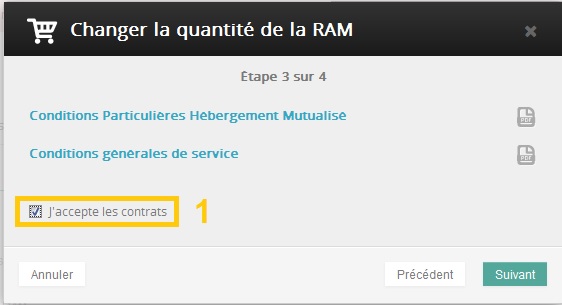 Changer la quantité de la RAM
Étape 3 sur 4
Conditions Particulières Hébergement Mutualisé
PDF
Conditions générales de service
PDF
J'accepte les contrats
1
Annuler
Précédent
Suivant